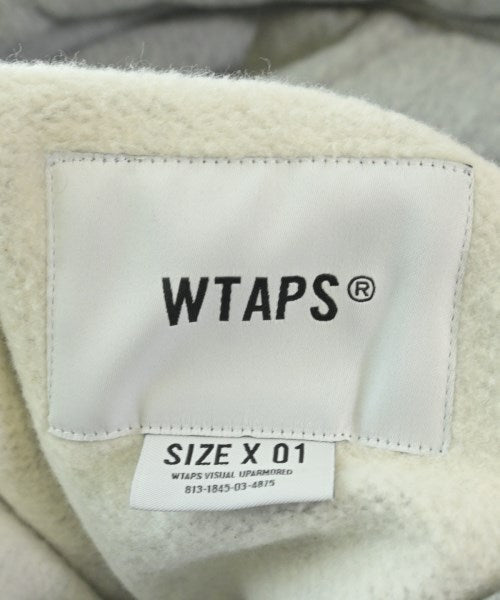 WTAPS®
SIZE X 01
WTAPS VISUAL UPARMORED
813-1845-03-4875